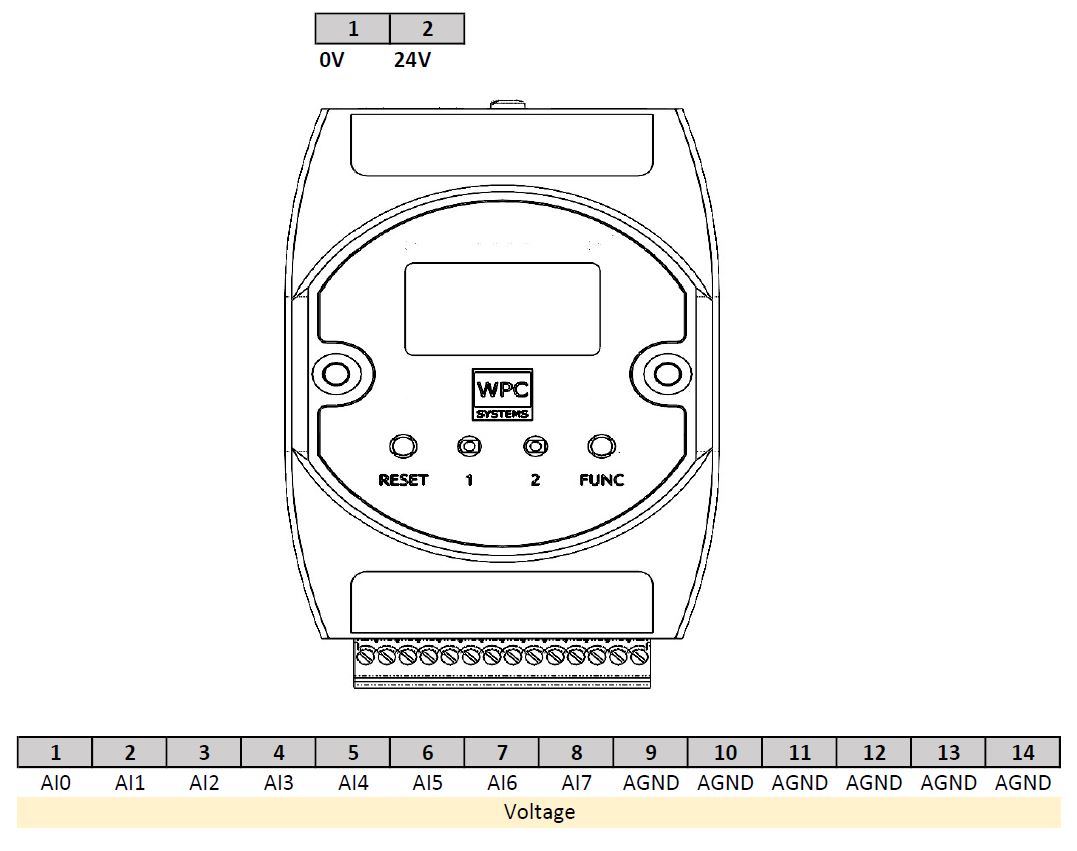 1 2
0V 24V
WPC
SYSTEMS
RESET 1 2 FUNC
1 2 3 4 5 6 7 8 9 10 11 12 13 14
AI0 AI1 AI2 AI3 AI4 AI5 AI6 AI7 AGND AGND AGND AGND AGND AGND
Voltage